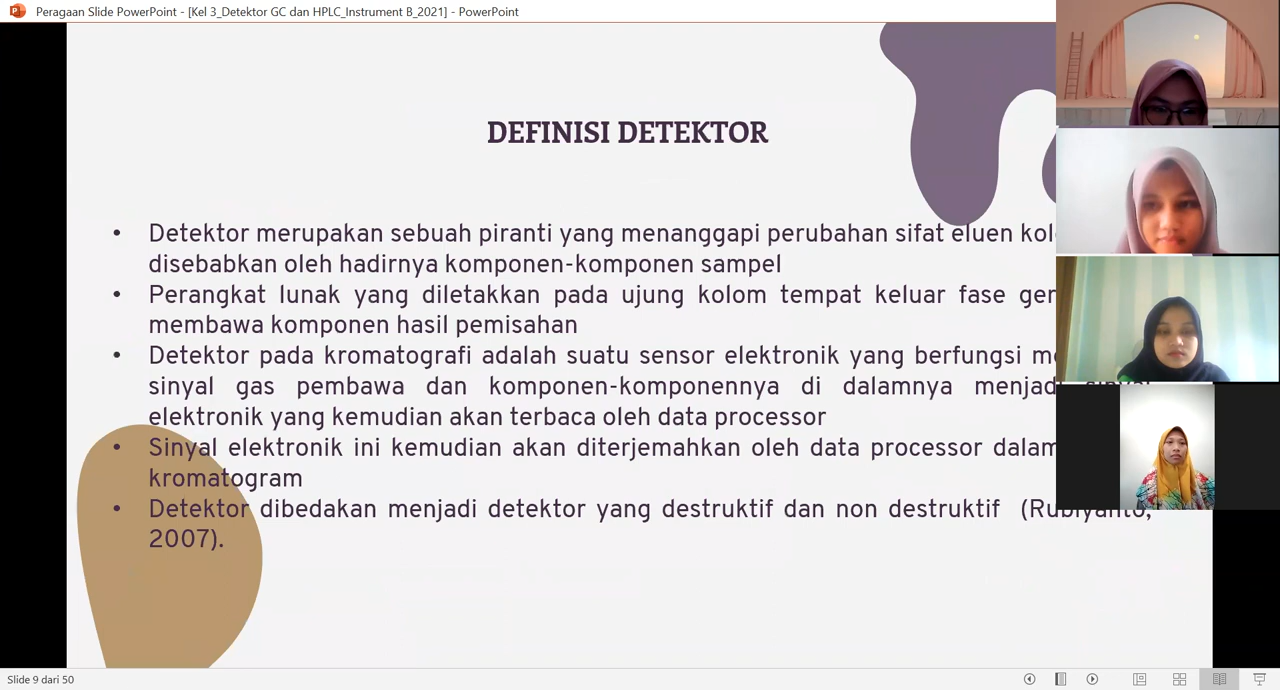 Peragaan Slide PowerPoint - [Kel 3_Detektor GC dan HPLC_Instrument B_2021] - PowerPoint
DEFINISI DETEKTOR
• Detektor merupakan sebuah piranti yang menanggapi perubahan sifat eluen
disebabkan oleh hadirnya komponen-komponen sampel
• Perangkat lunak yang diletakkan pada ujung kolom tempat keluar fase
membawa komponen hasil pemisahan
• Detektor pada kromatografi adalah suatu sensor elektronik yang berfungsi
sinyal gas pembawa dan komponen-komponennya di dalamnya menjadi sinyal
elektronik yang kemudian akan terbaca oleh data processor
• Sinyal elektronik ini kemudian akan diterjemahkan oleh data processor dalam
kromatogram
• Detektor dibedakan menjadi detektor yang destruktif dan non destruktif (Rubiyanto,
2007).
Slide 9 dari 50